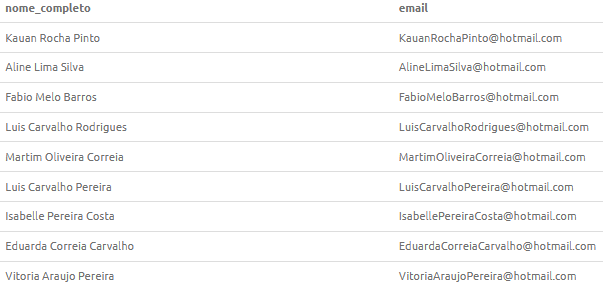 nome_completo email
Kauan Rocha Pinto KauanRochaPinto@hotmail.com
Aline Lima Silva AlineLimaSilva@hotmail.com
Fabio Melo Barros FabioMeloBarros@hotmail.com
Luis Carvalho Rodrigues LuisCarvalhoRodrigues@hotmail.com
Martim Oliveira Correia MartimOliveiraCorreia@hotmail.com
Luis Carvalho Pereira LuisCarvalhoPereira@hotmail.com
Isabelle Pereira Costa IsabellePereiraCosta@hotmail.com
Eduarda Correia Carvalho EduardaCorreiaCarvalho@hotmail.com
Vitoria Araujo Pereira VitoriaAraujoPereira@hotmail.com